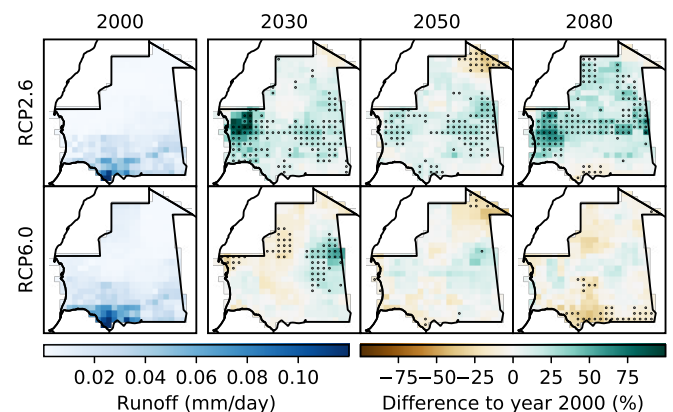 2000 2030 2050 2080
RCP2.6
RCP6.0
0.02 0.04 0.06 0.08 0.10 −75 −50 −25 0 25 50 75
Runoff (mm/day) Difference to year 2000 (%)